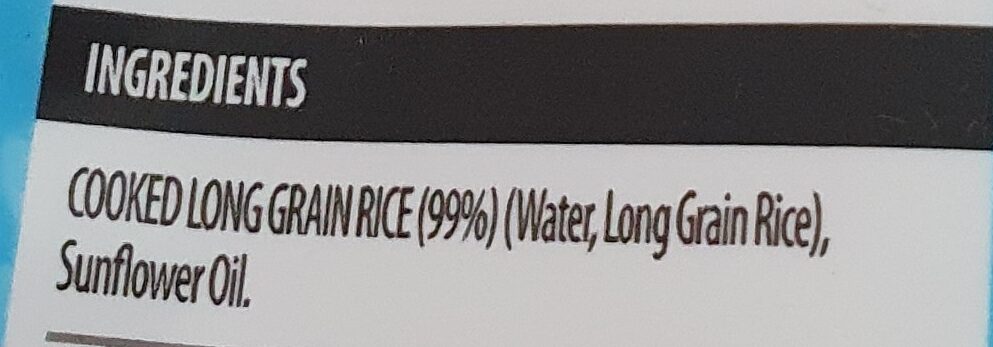 INGREDIENTS
COOKED LONG GRAIN RICE (99%) (Water, Long Grain Rice),
Sunflower Oil.